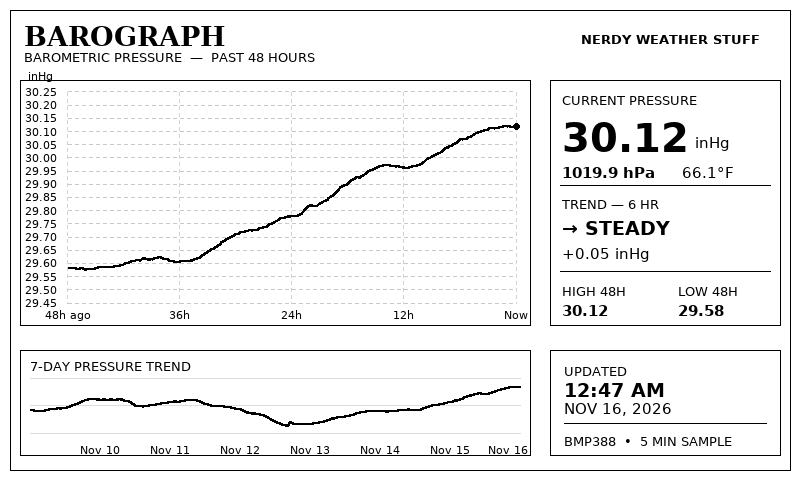 BAROGRAPH
BAROMETRIC PRESSURE — PAST 48 HOURS
NERDY WEATHER STUFF
inHg
30.25
30.20
30.15
30.10
30.05
30.00
29.95
29.90
29.85
29.80
29.75
29.70
29.65
29.60
29.55
29.50
29.45
48h ago 36h 24h 12h Now
CURRENT PRESSURE
30.12 inHg
1019.9 hPa 66.1°F
TREND — 6 HR
→ STEADY
+0.05 inHg
HIGH 48H LOW 48H
30.12 29.58
7-DAY PRESSURE TREND
Nov 10 Nov 11 Nov 12 Nov 13 Nov 14 Nov 15 Nov 16
UPDATED
12:47 AM
NOV 16, 2026
BMP388 • 5 MIN SAMPLE